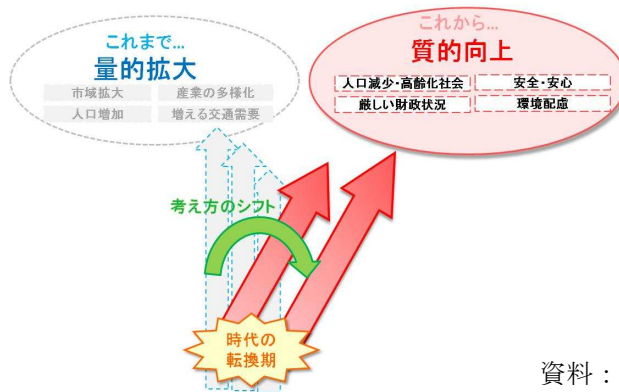 これまで…
量的拡大
市域拡大
産業の多様化
人口増加
増える交通需要
これから…
質的向上
人口減少・高齢化社会
安全・安心
厳しい財政状況
環境配慮
考え方のシフト
時代の
転換期
資料：